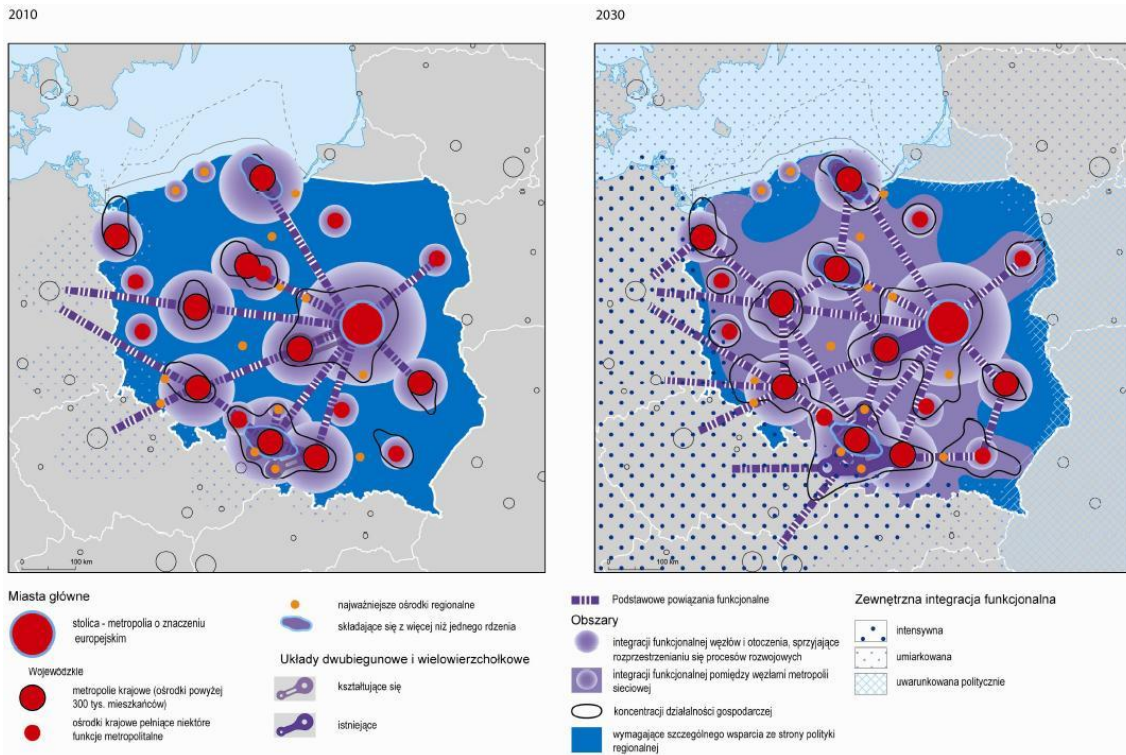 2010
2030
0
100 km
0
100 km
Miasta główne
stolica - metropolia o znaczeniu
europejskim
Wojewódzkie
metropolie krajowe (ośrodki powyżej
300 tys. mieszkańców)
ośrodki krajowe pełniące niektóre
funkcje metropolitalne
najważniejsze ośrodki regionalne
składające się z więcej niż jednego rdzenia
Układy dwubiegunowe i wielowierzchołkowe
kształtujące się
istniejące
Podstawowe powiązania funkcjonalne
Obszary
integracji funkcjonalnej węzłów i otoczenia, sprzyjające
rozprzestrzenianiu się procesów rozwojowych
integracji funkcjonalnej pomiędzy węzłami metropolii
sieciowej
koncentracji działalności gospodarczej
wymagające szczególnego wsparcia ze strony polityki
regionalnej
Zewnętrzna integracja funkcjonalna
intensywna
umiarkowana
uwarunkowana politycznie